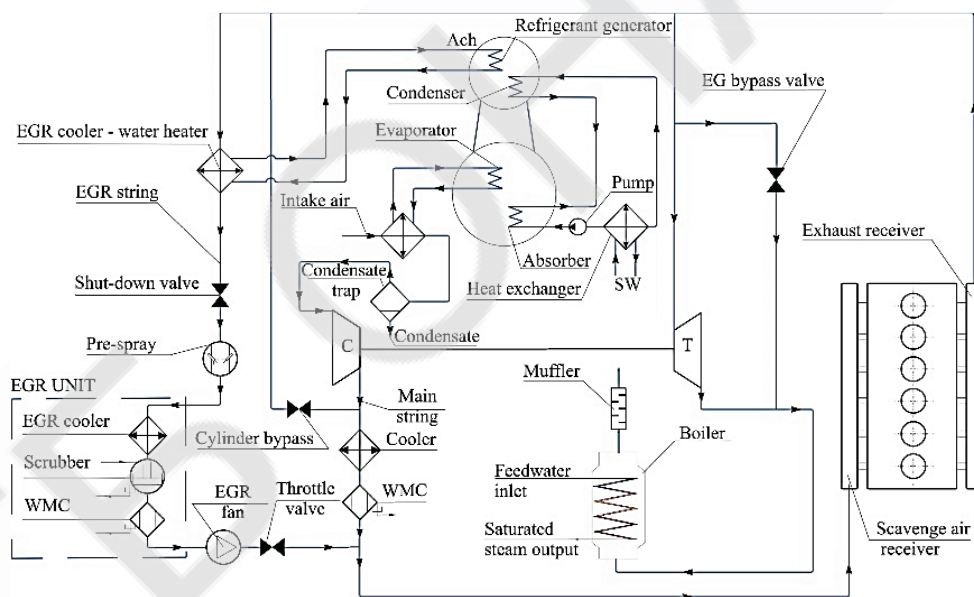 Refrigerant generator
Ach
Condenser
EG bypass valve
EGR cooler - water heater
Evaporator
EGR string
Pump
Intake air
Exhaust receiver
Absorber
Condensate
trap
Shut-down valve
Heat exchanger
SW
Condensate
Pre-spray
C
T
Muffler
EGR UNIT
Main
string
EGR cooler
Cylinder bypass
Cooler
Boiler
Scrubber
Feedwater
inlet
EGR
fan
Throttle
valve
WMC
WMC
Saturated
steam output
Scavenge air
receiver